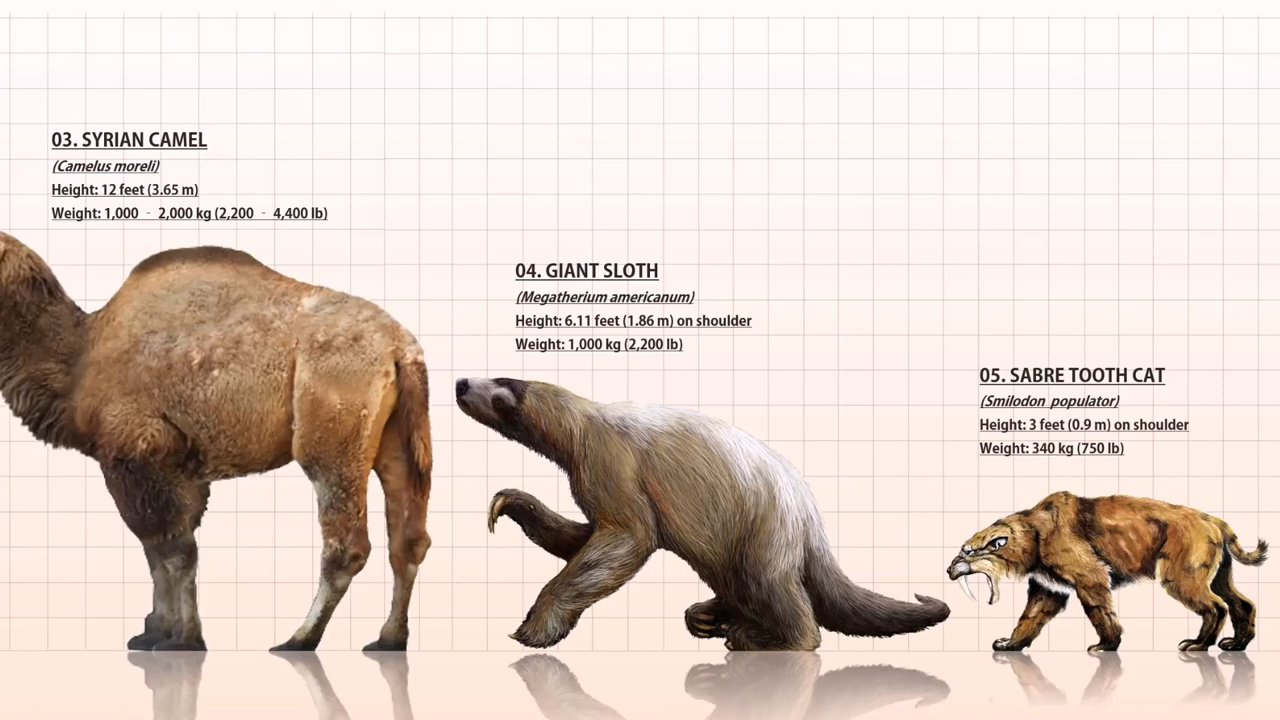 03. SYRIAN CAMEL
(Camelus moreli)
Height: 12 feet (3.65 m)
Weight: 1,000 - 2,000 kg (2,200 - 4,400 lb)
04. GIANT SLOTH
(Megatherium americanum)
Height: 6.11 feet (1.86 m) on shoulder
Weight: 1,000 kg (2,200 lb)
05. SABRE TOOTH CAT
(Smilodon populator)
Height: 3 feet (0.9 m) on shoulder
Weight: 340 kg (750 lb)